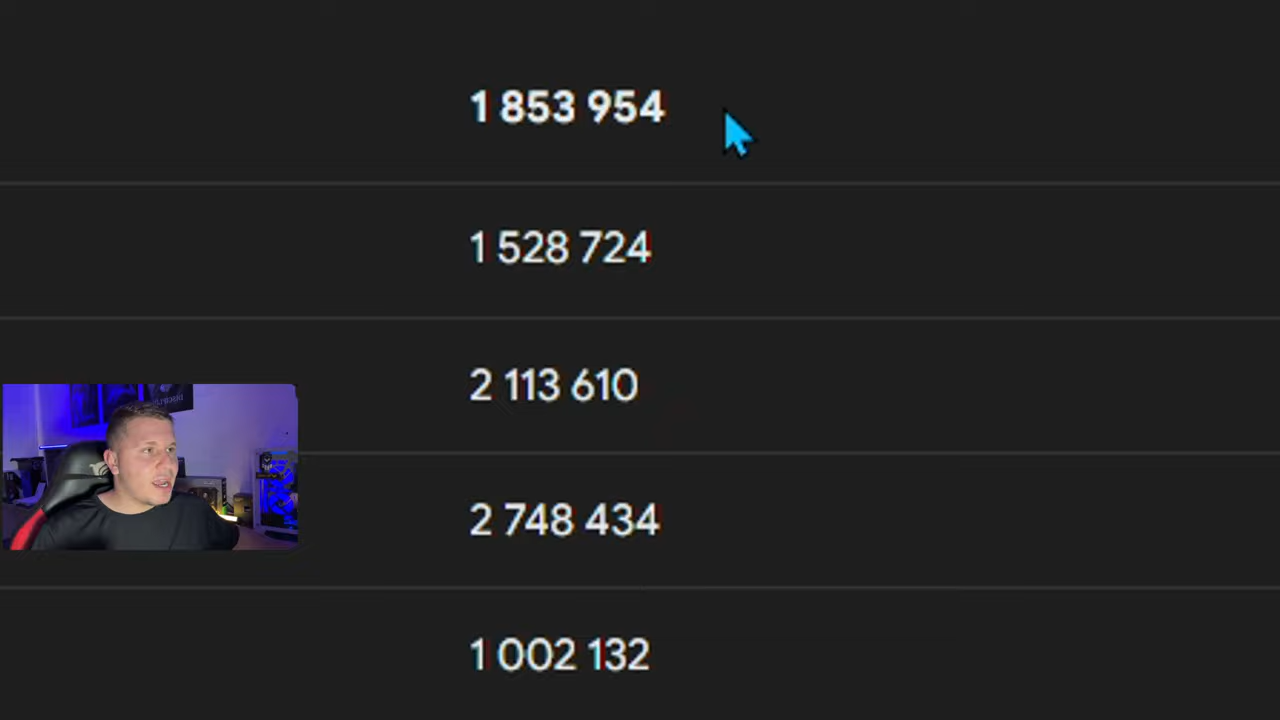 1 853 954
1 528 724
2 113 610
2 748 434
1 002 132